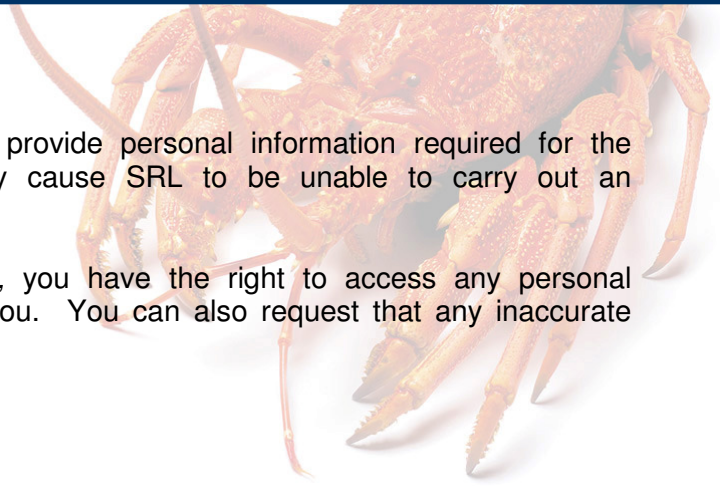 provide personal information required for the
cause SRL to be unable to carry out an
you have the right to access any personal
You can also request that any inaccurate